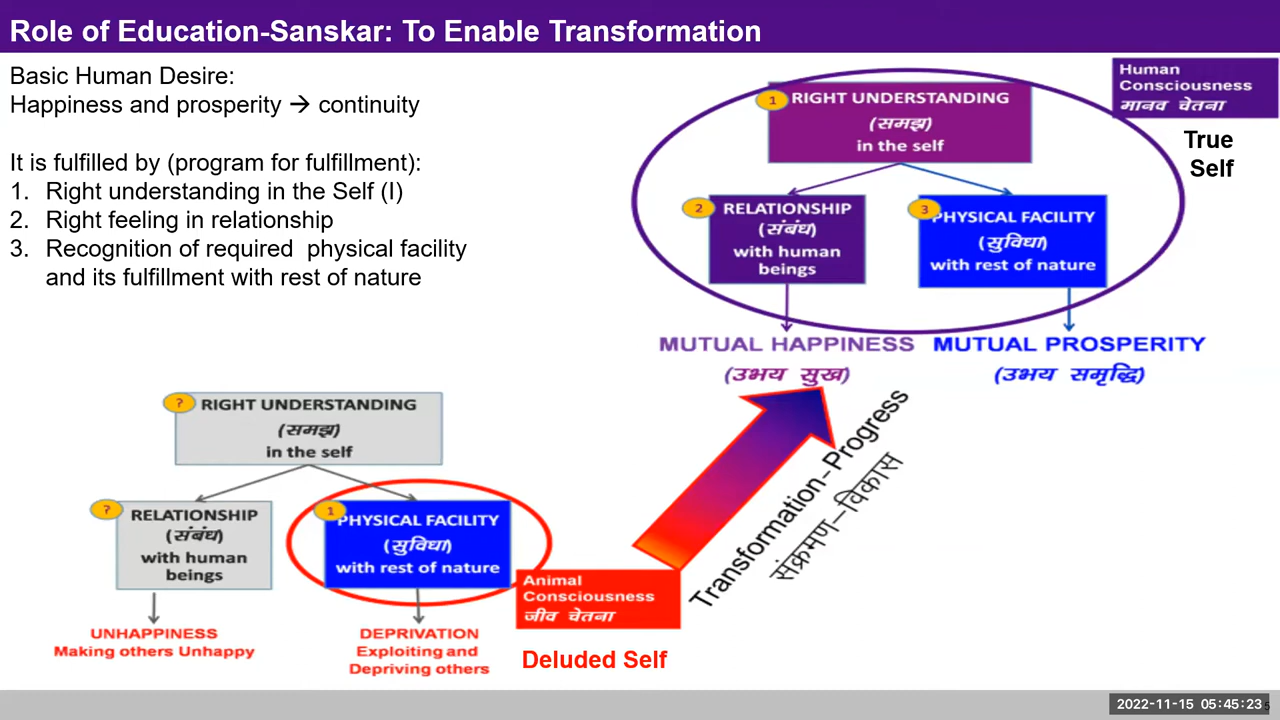 Role of Education-Sanskar: To Enable Transformation
Basic Human Desire:
Happiness and prosperity → continuity
It is fulfilled by (program for fulfillment):
1. Right understanding in the Self (I)
2. Right feeling in relationship
3. Recognition of required physical facility
and its fulfillment with rest of nature
Human
Consciousness
मानव चेतना
True
Self
1
RIGHT UNDERSTANDING
(समझ)
in the self
2
RELATIONSHIP
(संबंध)
with human
beings
3
PHYSICAL FACILITY
(सुविधा)
with rest of nature
MUTUAL HAPPINESS
(उभय सुख)
MUTUAL PROSPERITY
(उभय समृद्धि)
Transformation–Progress
संक्रमण–विकास
?
RIGHT UNDERSTANDING
(समझ)
in the self
?
RELATIONSHIP
(संबंध)
with human
beings
1
PHYSICAL FACILITY
(सुविधा)
with rest of nature
UNHAPPINESS
Making others Unhappy
DEPRIVATION
Exploiting and
Depriving others
Animal
Consciousness
जीव चेतना
Deluded Self
2022-11-15 05:45:23
5